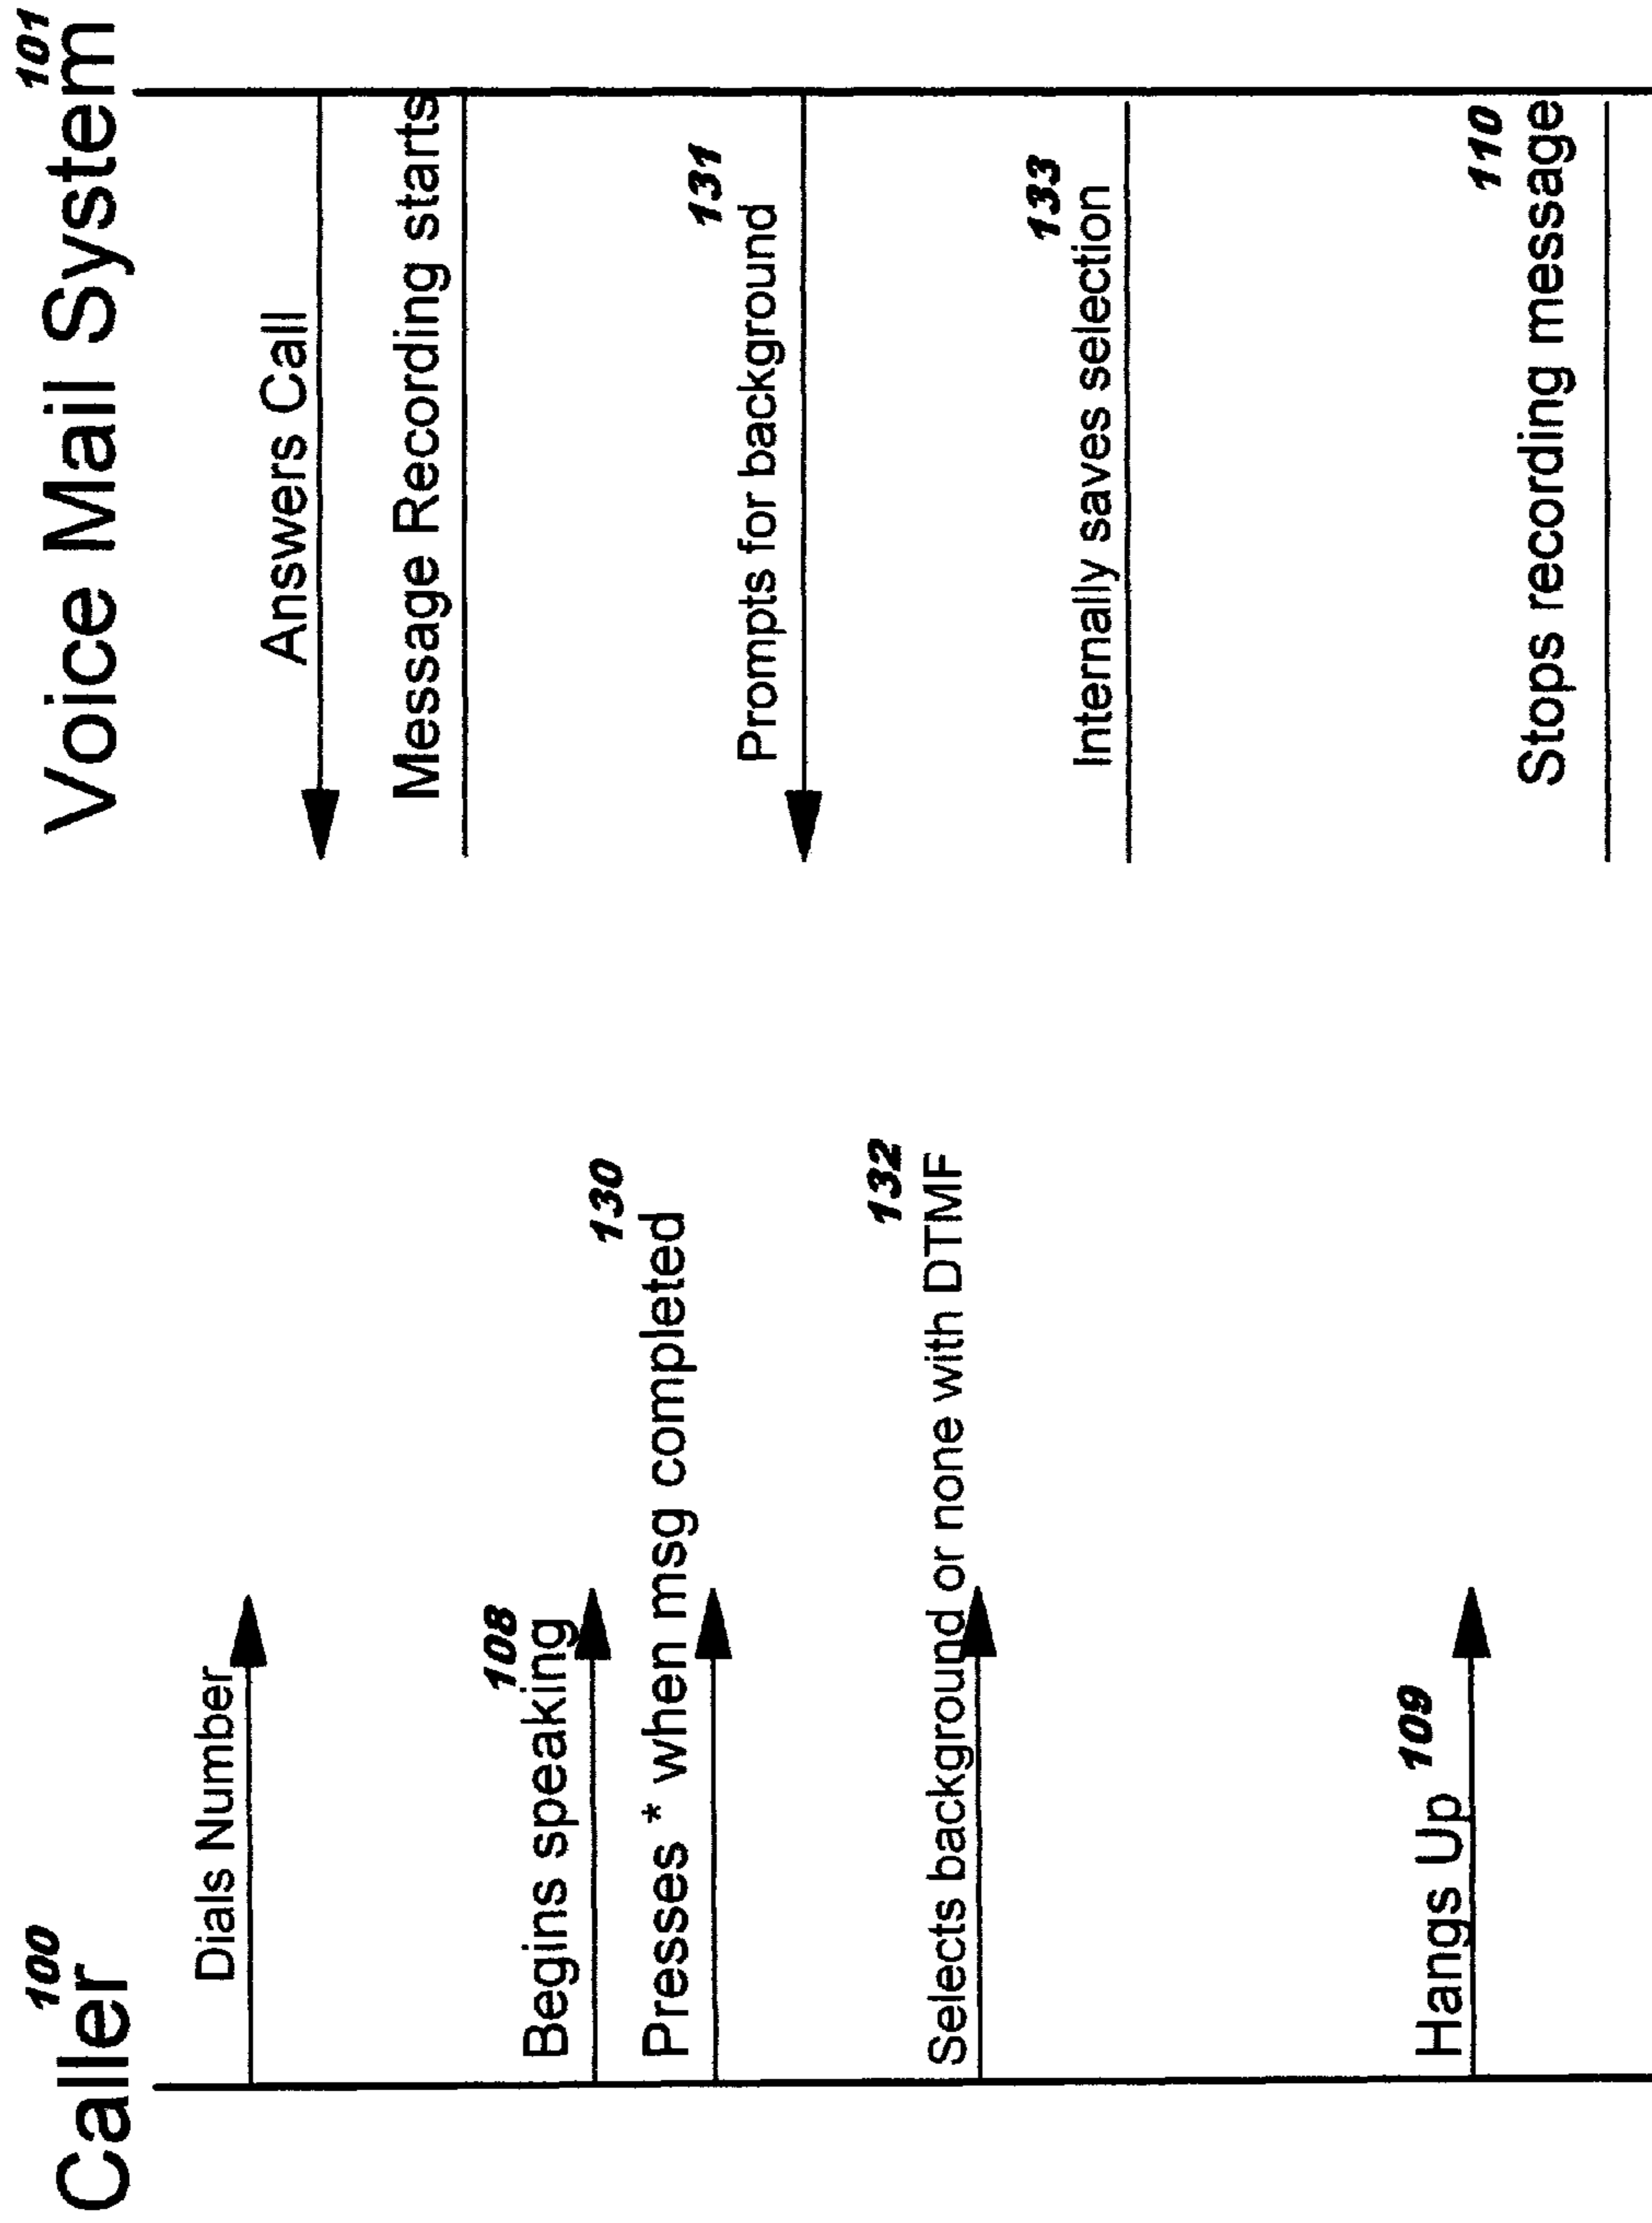 100
Caller
101
Voice Mail System
Dials Number
Answers Call
Message Recording starts
108
Begins speaking
130
Presses * when msg completed
131
Prompts for background
132
Selects background or none with DTMF
133
Internally saves selection
109
Hangs Up
110
Stops recording message